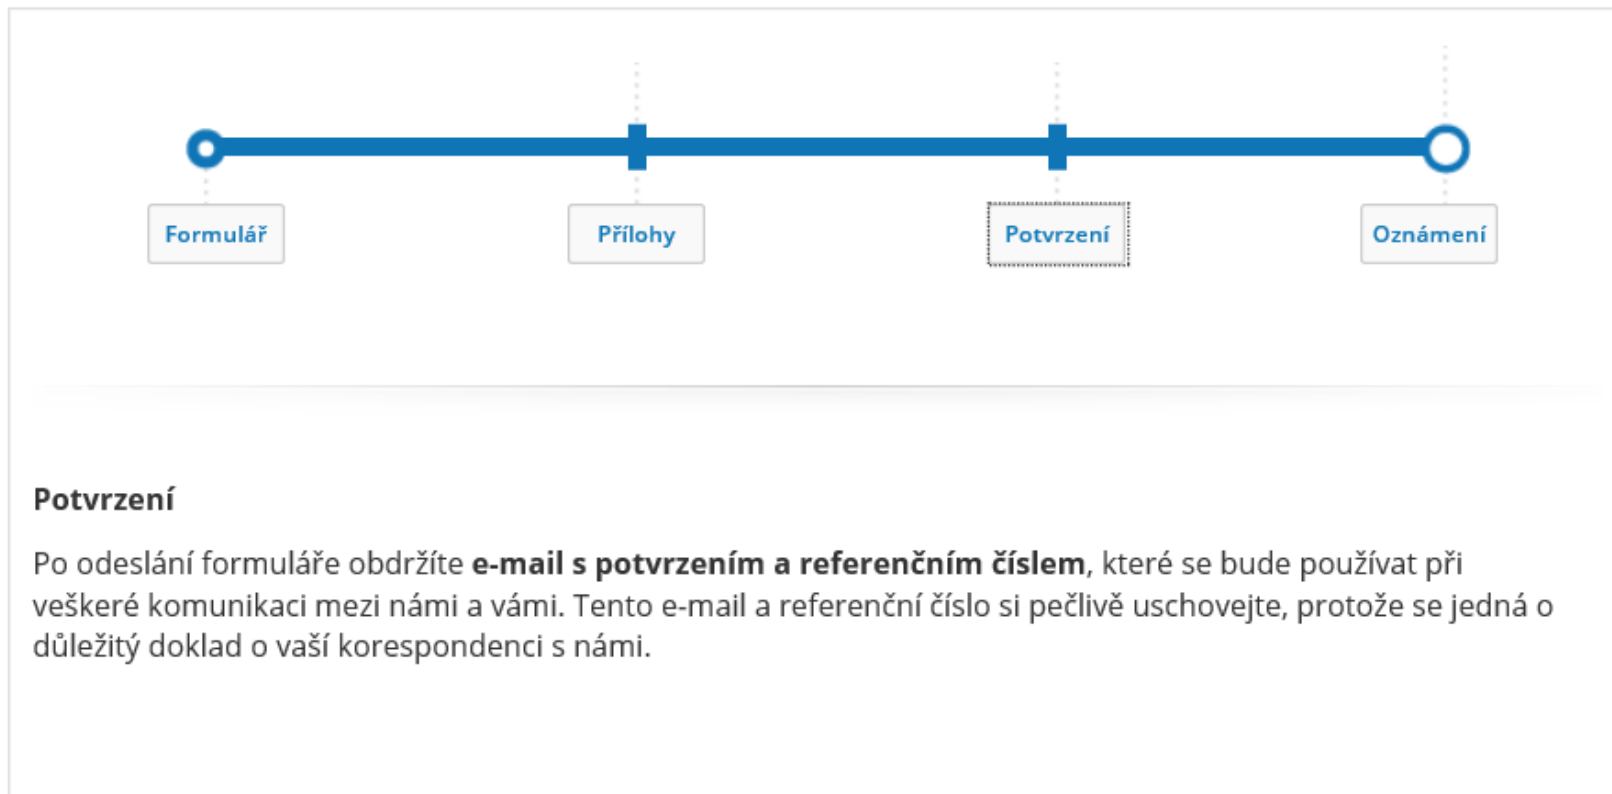 Formulář
Přílohy
Potvrzení
Oznámení
Potvrzení
Po odeslání formuláře obdržíte e-mail s potvrzením a referenčním číslem, které se bude používat při
veškeré komunikaci mezi námi a vámi. Tento e-mail a referenční číslo si pečlivě uschovejte, protože se jedná o
důležitý doklad o vaší korespondenci s námi.